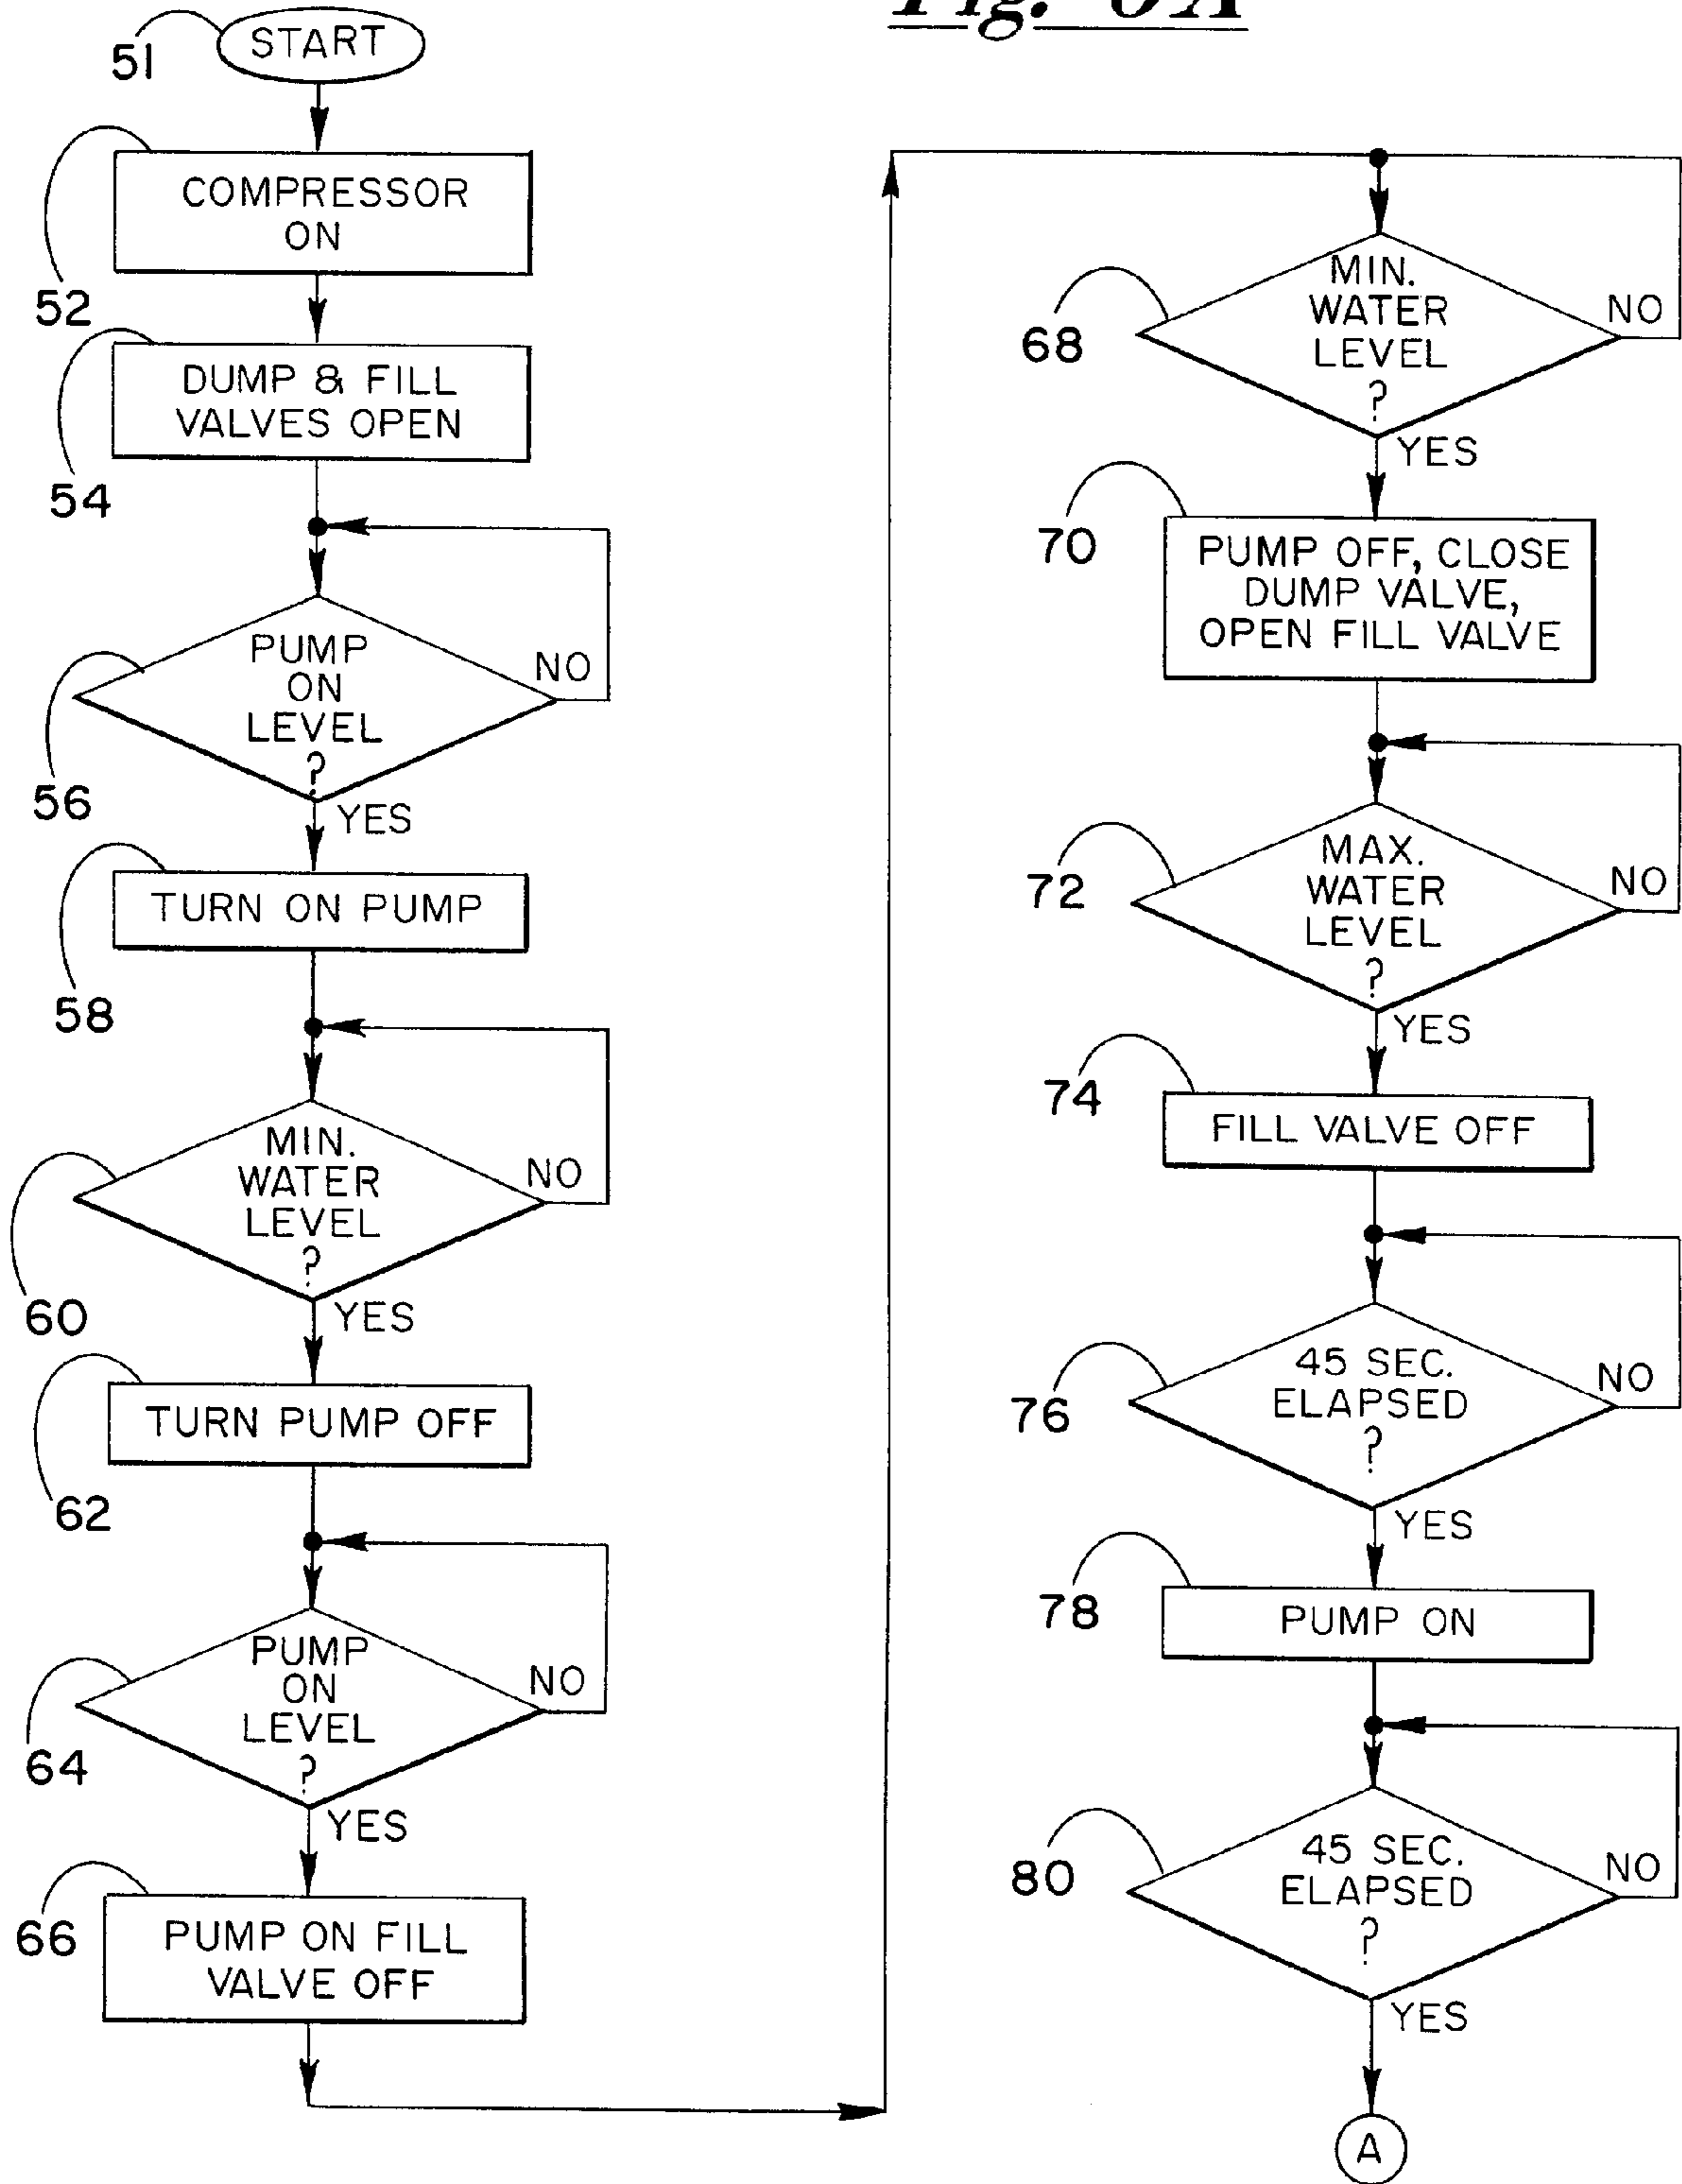 51
START
52
COMPRESSOR
ON
54
DUMP & FILL
VALVES OPEN
56
PUMP
ON
LEVEL
?
NO
YES
58
TURN ON PUMP
60
MIN.
WATER
LEVEL
?
NO
YES
62
TURN PUMP OFF
64
PUMP
ON
LEVEL
?
NO
YES
66
PUMP ON FILL
VALVE OFF
Fig.
68
MIN.
WATER
LEVEL
?
NO
YES
70
PUMP OFF, CLOSE
DUMP VALVE,
OPEN FILL VALVE
72
MAX.
WATER
LEVEL
?
NO
YES
74
FILL VALVE OFF
76
45 SEC.
ELAPSED
?
NO
YES
78
PUMP ON
80
45 SEC.
ELAPSED
?
NO
YES
A